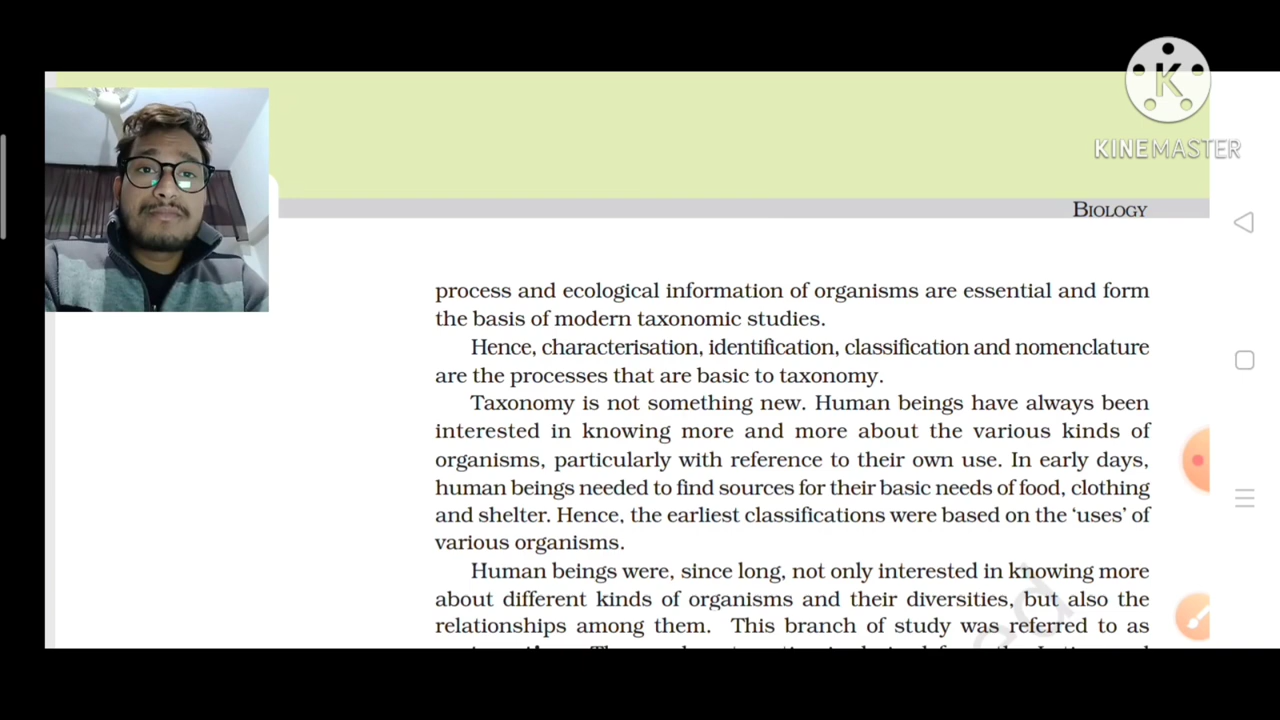 K
KINEMASTER
BIOLOGY
process and ecological information of organisms are essential and form
the basis of modern taxonomic studies.
Hence, characterisation, identification, classification and nomenclature
are the processes that are basic to taxonomy.
Taxonomy is not something new. Human beings have always been
interested in knowing more and more about the various kinds of
organisms, particularly with reference to their own use. In early days,
human beings needed to find sources for their basic needs of food, clothing
and shelter. Hence, the earliest classifications were based on the ‘uses’ of
various organisms.
Human beings were, since long, not only interested in knowing more
about different kinds of organisms and their diversities, but also the
relationships among them. This branch of study was referred to as